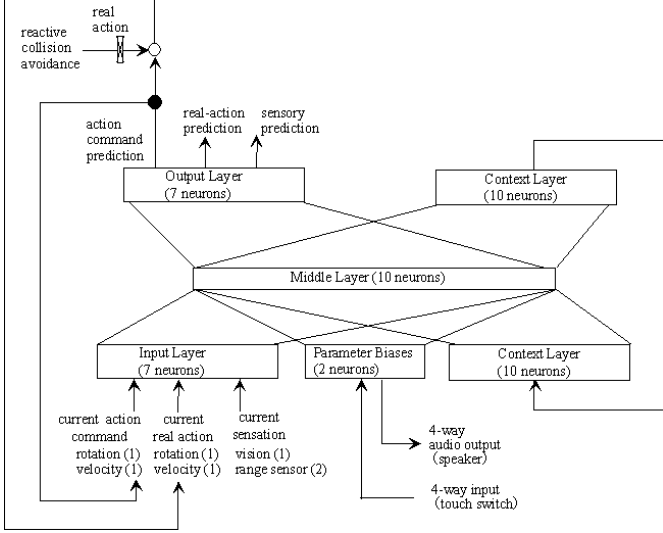 real
action
reactive
collision
avoidance
action
command
prediction
real-action
prediction
sensory
prediction
Output Layer
(7 neurons)
Context Layer
(10 neurons)
Middle Layer (10 neurons)
Input Layer
(7 neurons)
Parameter Biases
(2 neurons)
Context Layer
(10 neurons)
current action
command
rotation (1)
velocity (1)
current
real action
rotation (1)
velocity (1)
current
sensation
vision (1)
range sensor (2)
4-way
audio output
(speaker)
4-way input
(touch switch)